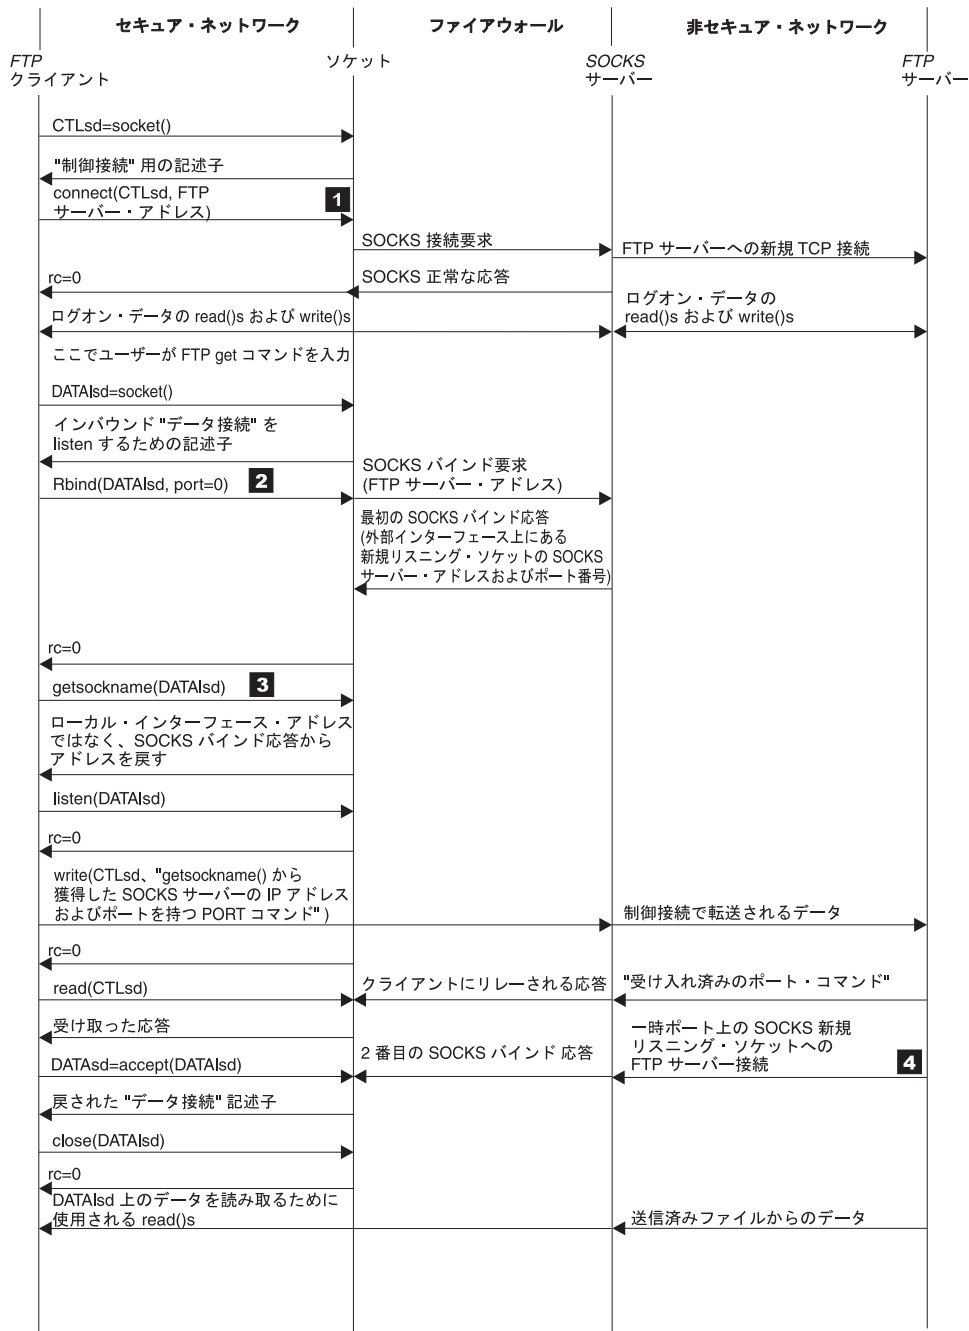 セキュア・ネットワーク
ファイアウォール
非セキュア・ネットワーク
FTP
クライアント
ソケット
SOCKS
サーバー
FTP
サーバー
CTLsd=socket()
"制御接続" 用の記述子
connect(CTLsd, FTP
サーバー・アドレス)
1
SOCKS 接続要求
FTP サーバーへの新規 TCP 接続
rc=0
SOCKS 正常な応答
ログオン・データの read()s および write()s
ログオン・データの
read()s および write()s
ここでユーザーが FTP get コマンドを入力
DATAlsd=socket()
インバウンド "データ接続" を
listen するための記述子
Rbind(DATAlsd, port=0)
2
SOCKS バインド要求
(FTP サーバー・アドレス)
最初の SOCKS バインド応答
(外部インターフェース上にある
新規リスニング・ソケットの SOCKS
サーバー・アドレスおよびポート番号)
rc=0
getsockname(DATAlsd)
3
ローカル・インターフェース・アドレス
ではなく、SOCKS バインド応答から
アドレスを戻す
listen(DATAlsd)
rc=0
write(CTLsd、"getsockname() から
獲得した SOCKS サーバーの IP アドレス
およびポートを持つ PORT コマンド" )
制御接続で転送されるデータ
rc=0
read(CTLsd)
クライアントにリレーされる応答
"受け入れ済みのポート・コマンド"
受け取った応答
一時ポート上の SOCKS 新規
リスニング・ソケットへの
FTP サーバー接続
4
DATAsd=accept(DATAlsd)
2 番目の SOCKS バインド 応答
戻された "データ接続" 記述子
close(DATAlsd)
rc=0
DATAlsd 上のデータを読み取るために
使用される read()s
送信済みファイルからのデータ